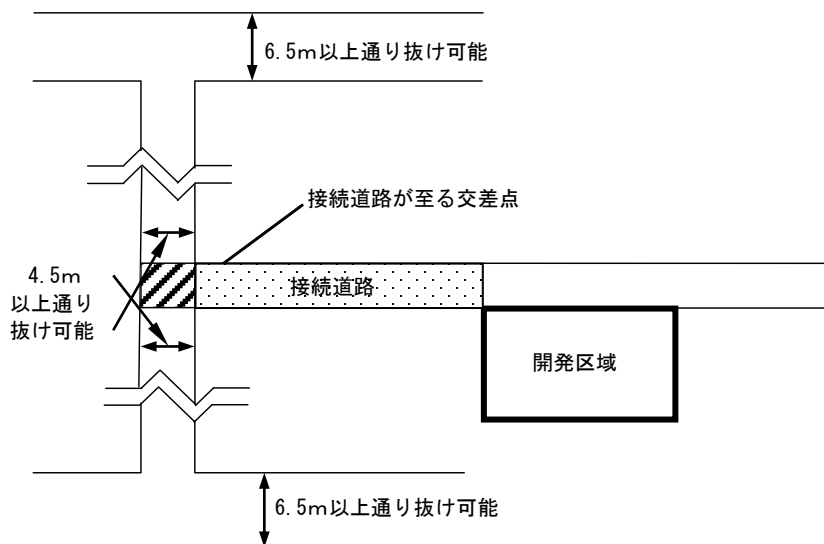 6.5m以上通り抜け可能
接続道路が至る交差点
4.5m
以上通り
抜け可能
接続道路
開発区域
6.5m以上通り抜け可能